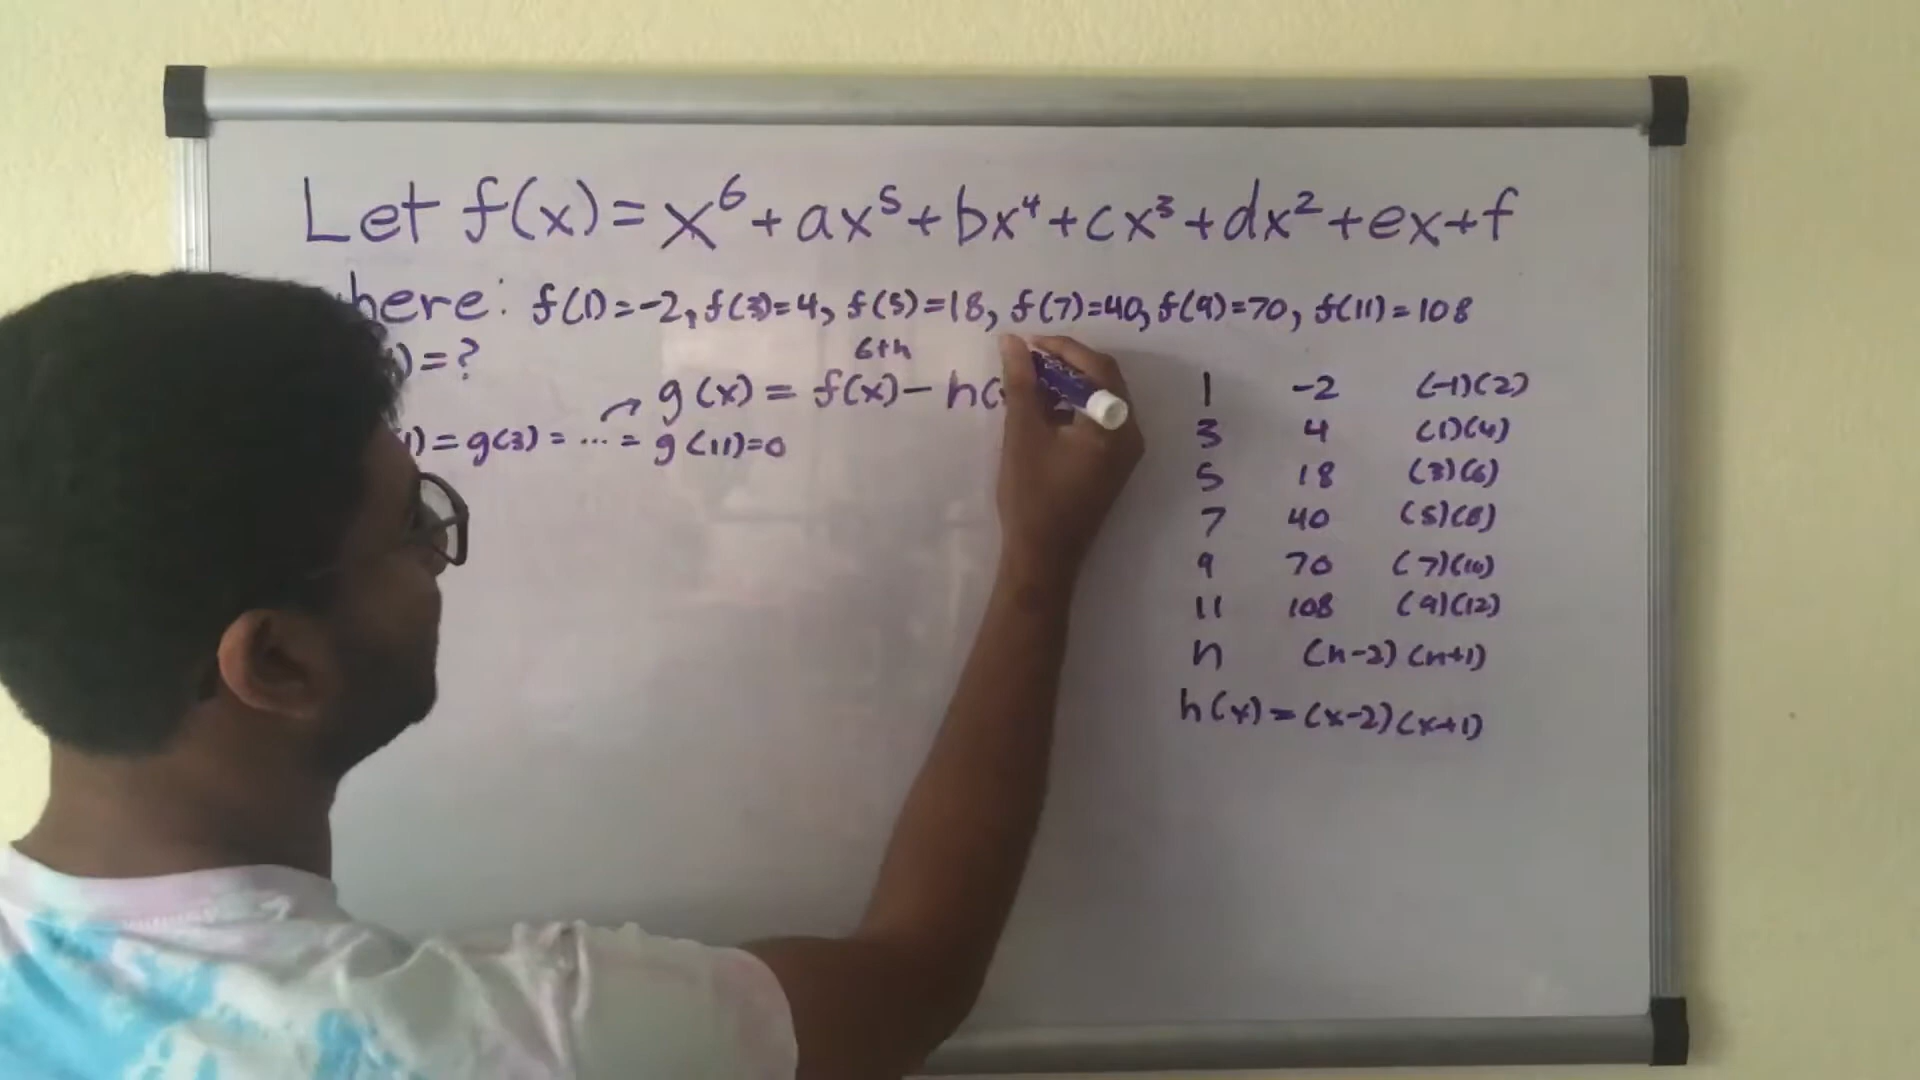 Let f(x) = x⁶ + ax⁵ + bx⁴ + cx³ + dx² + ex + f
here: f(1)=-2, f(3)=4, f(5)=18, f(7)=40, f(9)=70, f(11)=108
) = ?
6th
g(x) = f(x) - h(
1) = g(3) = ... = g(11)=0
1 -2 (-1)(2)
3 4 (1)(4)
5 18 (3)(6)
7 40 (5)(8)
9 70 (7)(10)
11 108 (9)(12)
n (n-2)(n+1)
h(x) = (x-2)(x+1)